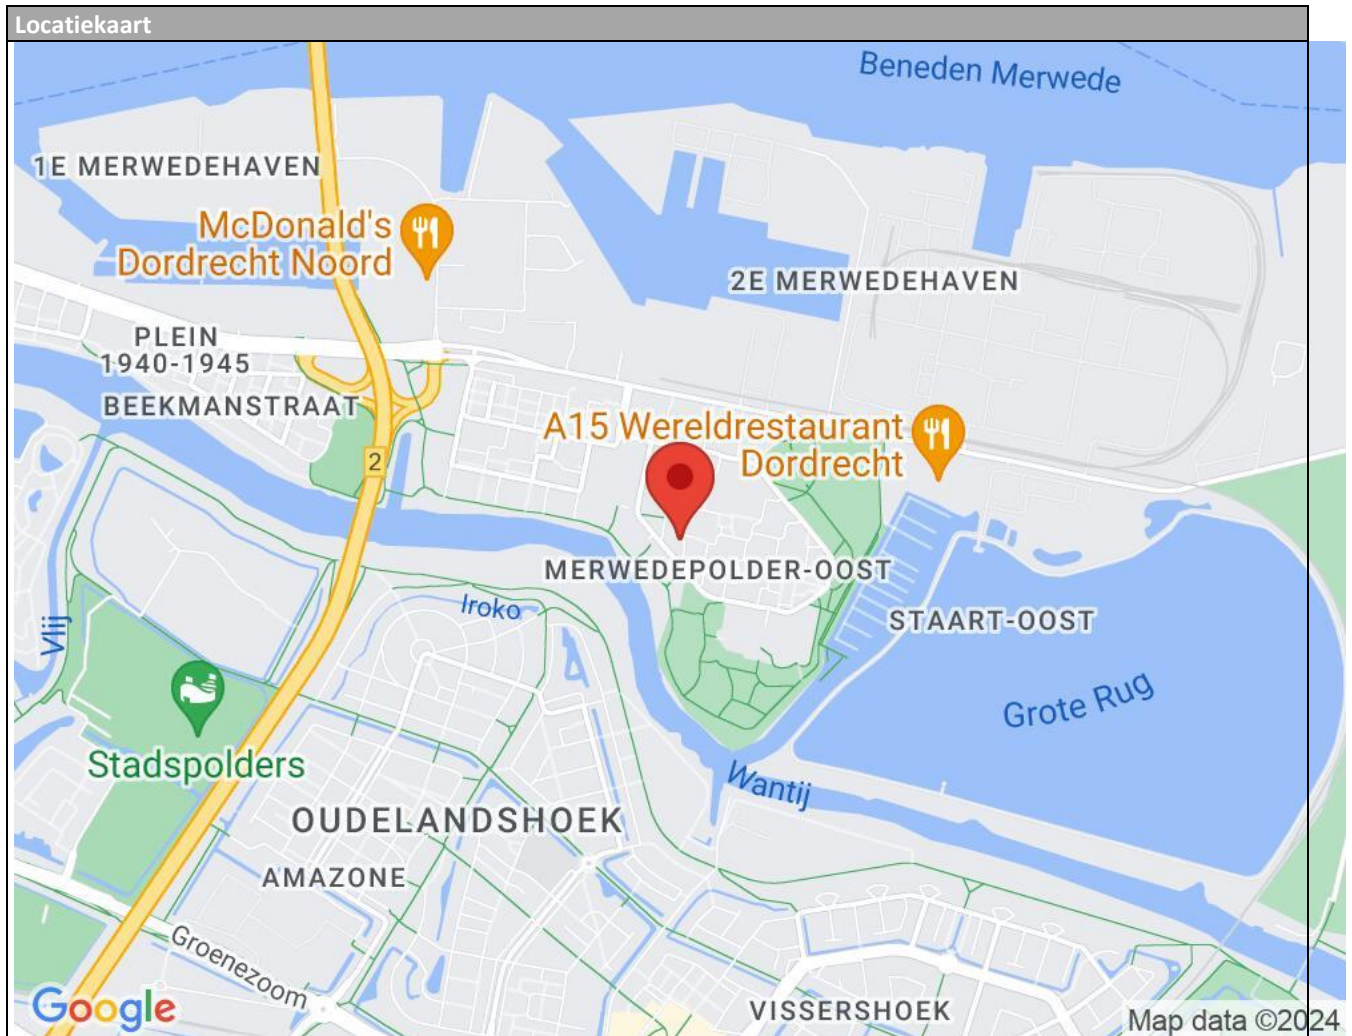 Locatiekaart
Beneden Merwede
1E MERWEDEHAVEN
McDonald's
Dordrecht Noord
2E MERWEDEHAVEN
PLEIN
1940-1945
BEEKMANSTRAAT
A15 Wereldrestaurant
Dordrecht
2
MERWEDEPOLDER-OOST
Iroko
STAART-OOST
Vlij
Grote Rug
Stadspolders
Wantij
OUDELANDSHOEK
AMAZONE
Groenezoom
VISSERSHOEK
Google
Map data ©2024